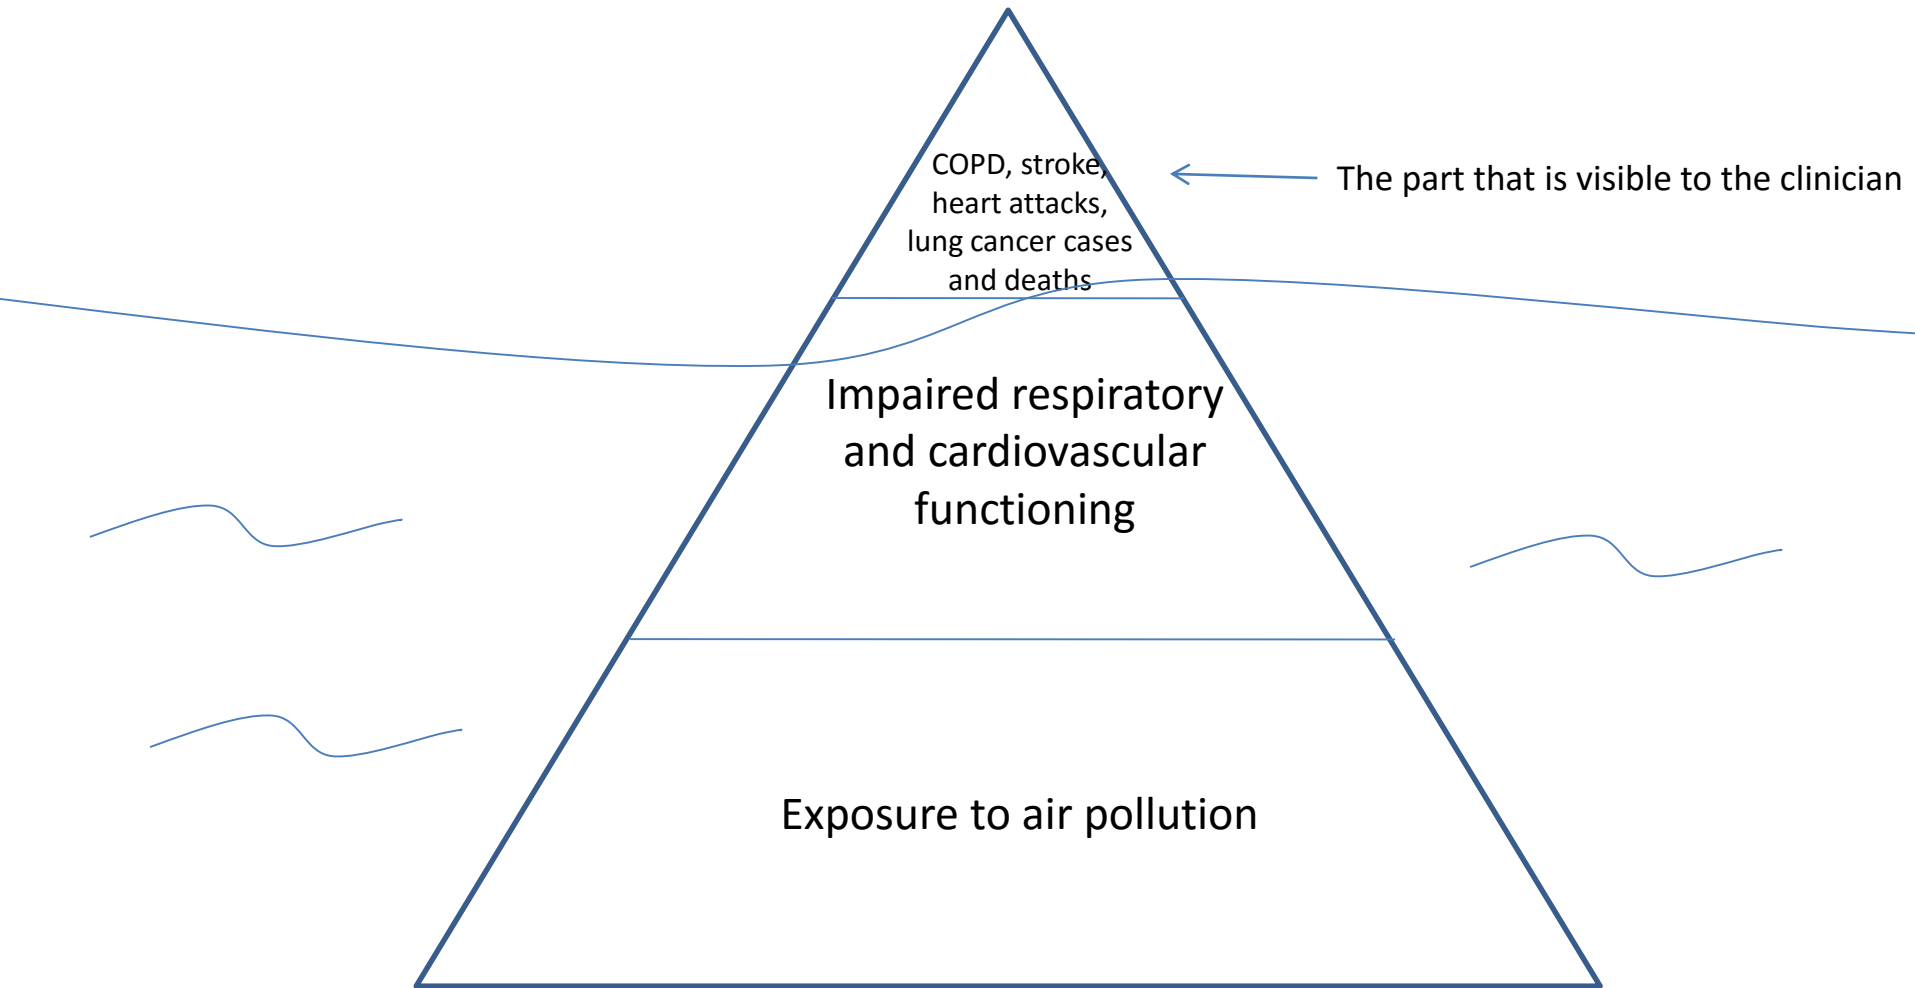 COPD, stroke,
heart attacks,
lung cancer cases
and deaths
The part that is visible to the clinician
Impaired respiratory
and cardiovascular
functioning
Exposure to air pollution